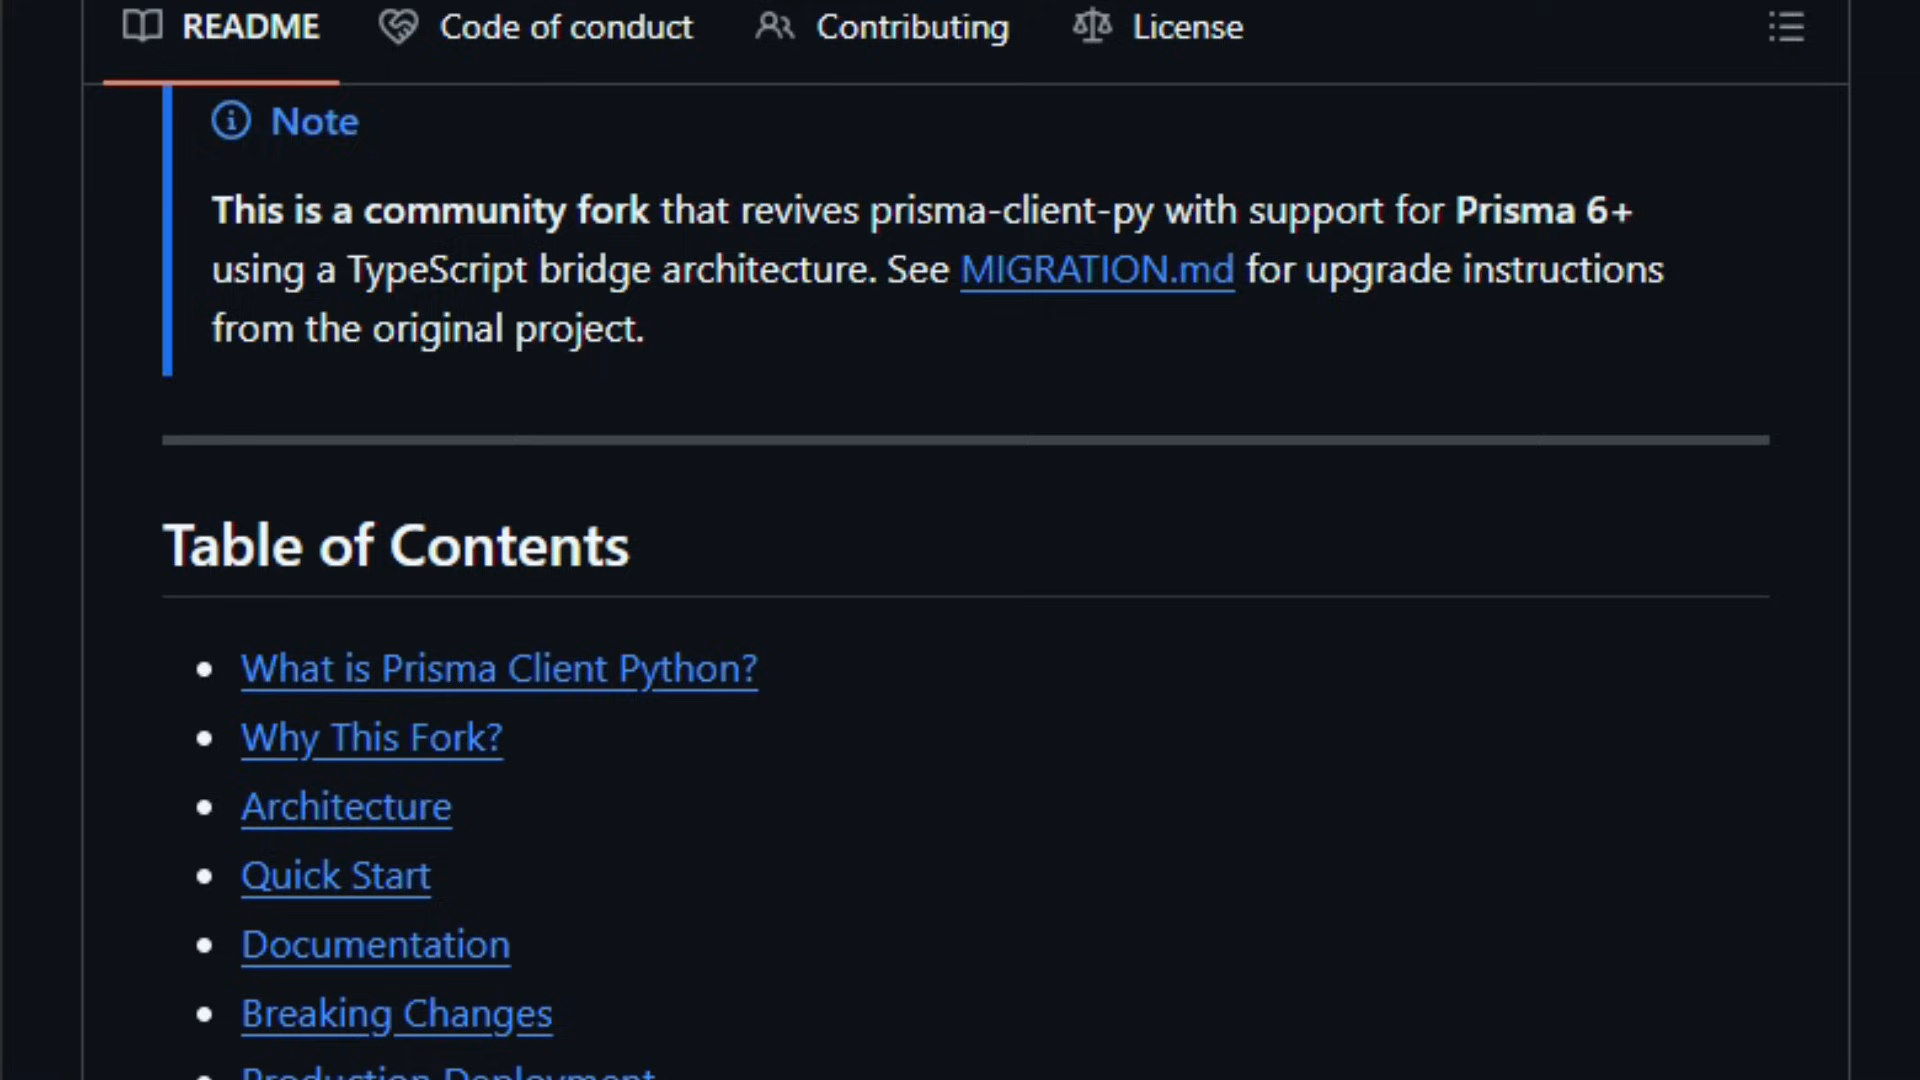 README Code of conduct Contributing License
Note
This is a community fork that revives prisma-client-py with support for Prisma 6+
using a TypeScript bridge architecture. See MIGRATION.md for upgrade instructions
from the original project.
Table of Contents
What is Prisma Client Python?
Why This Fork?
Architecture
Quick Start
Documentation
Breaking Changes
Production Deployment